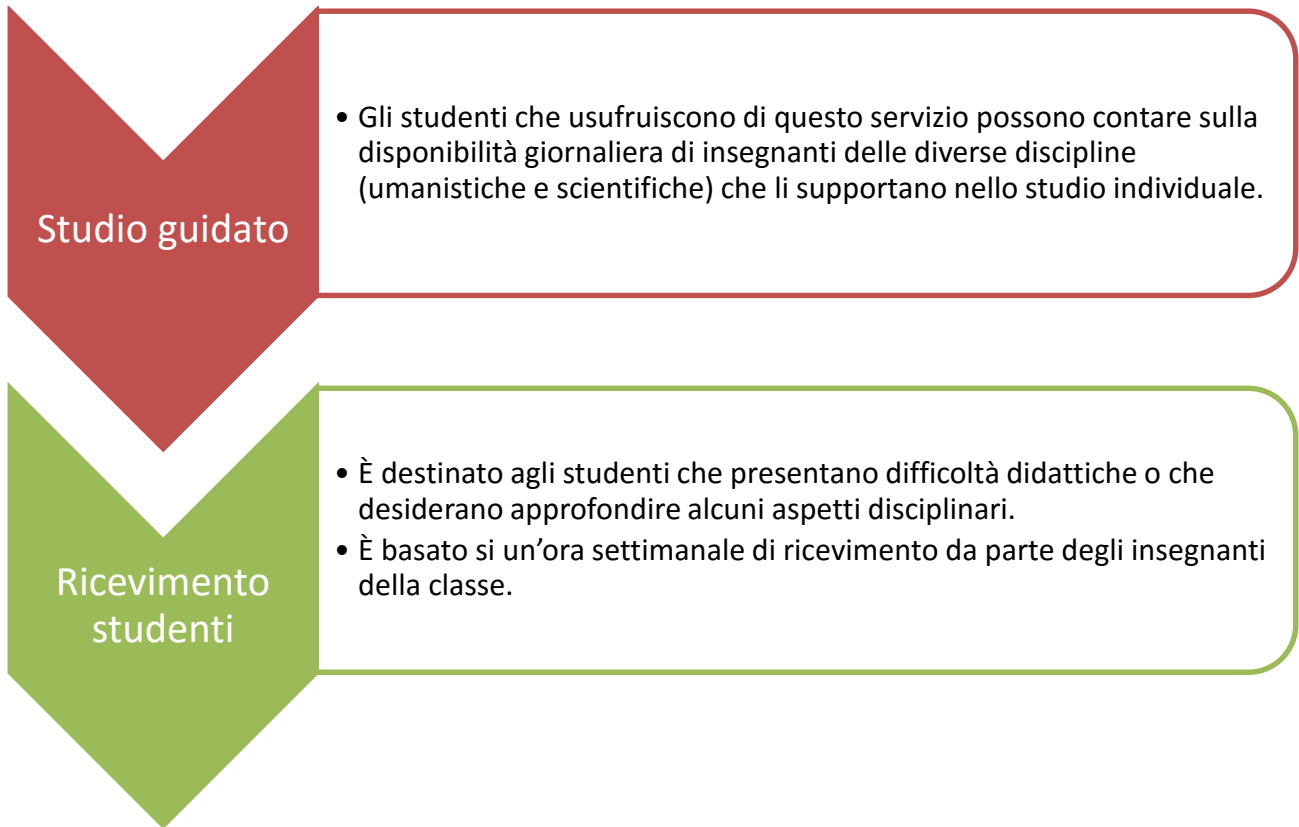 Studio guidato
• Gli studenti che usufruiscono di questo servizio possono contare sulla
disponibilità giornaliera di insegnanti delle diverse discipline
(umanistiche e scientifiche) che li supportano nello studio individuale.
Ricevimento
studenti
• È destinato agli studenti che presentano difficoltà didattiche o che
desiderano approfondire alcuni aspetti disciplinari.
• È basato si un’ora settimanale di ricevimento da parte degli insegnanti
della classe.